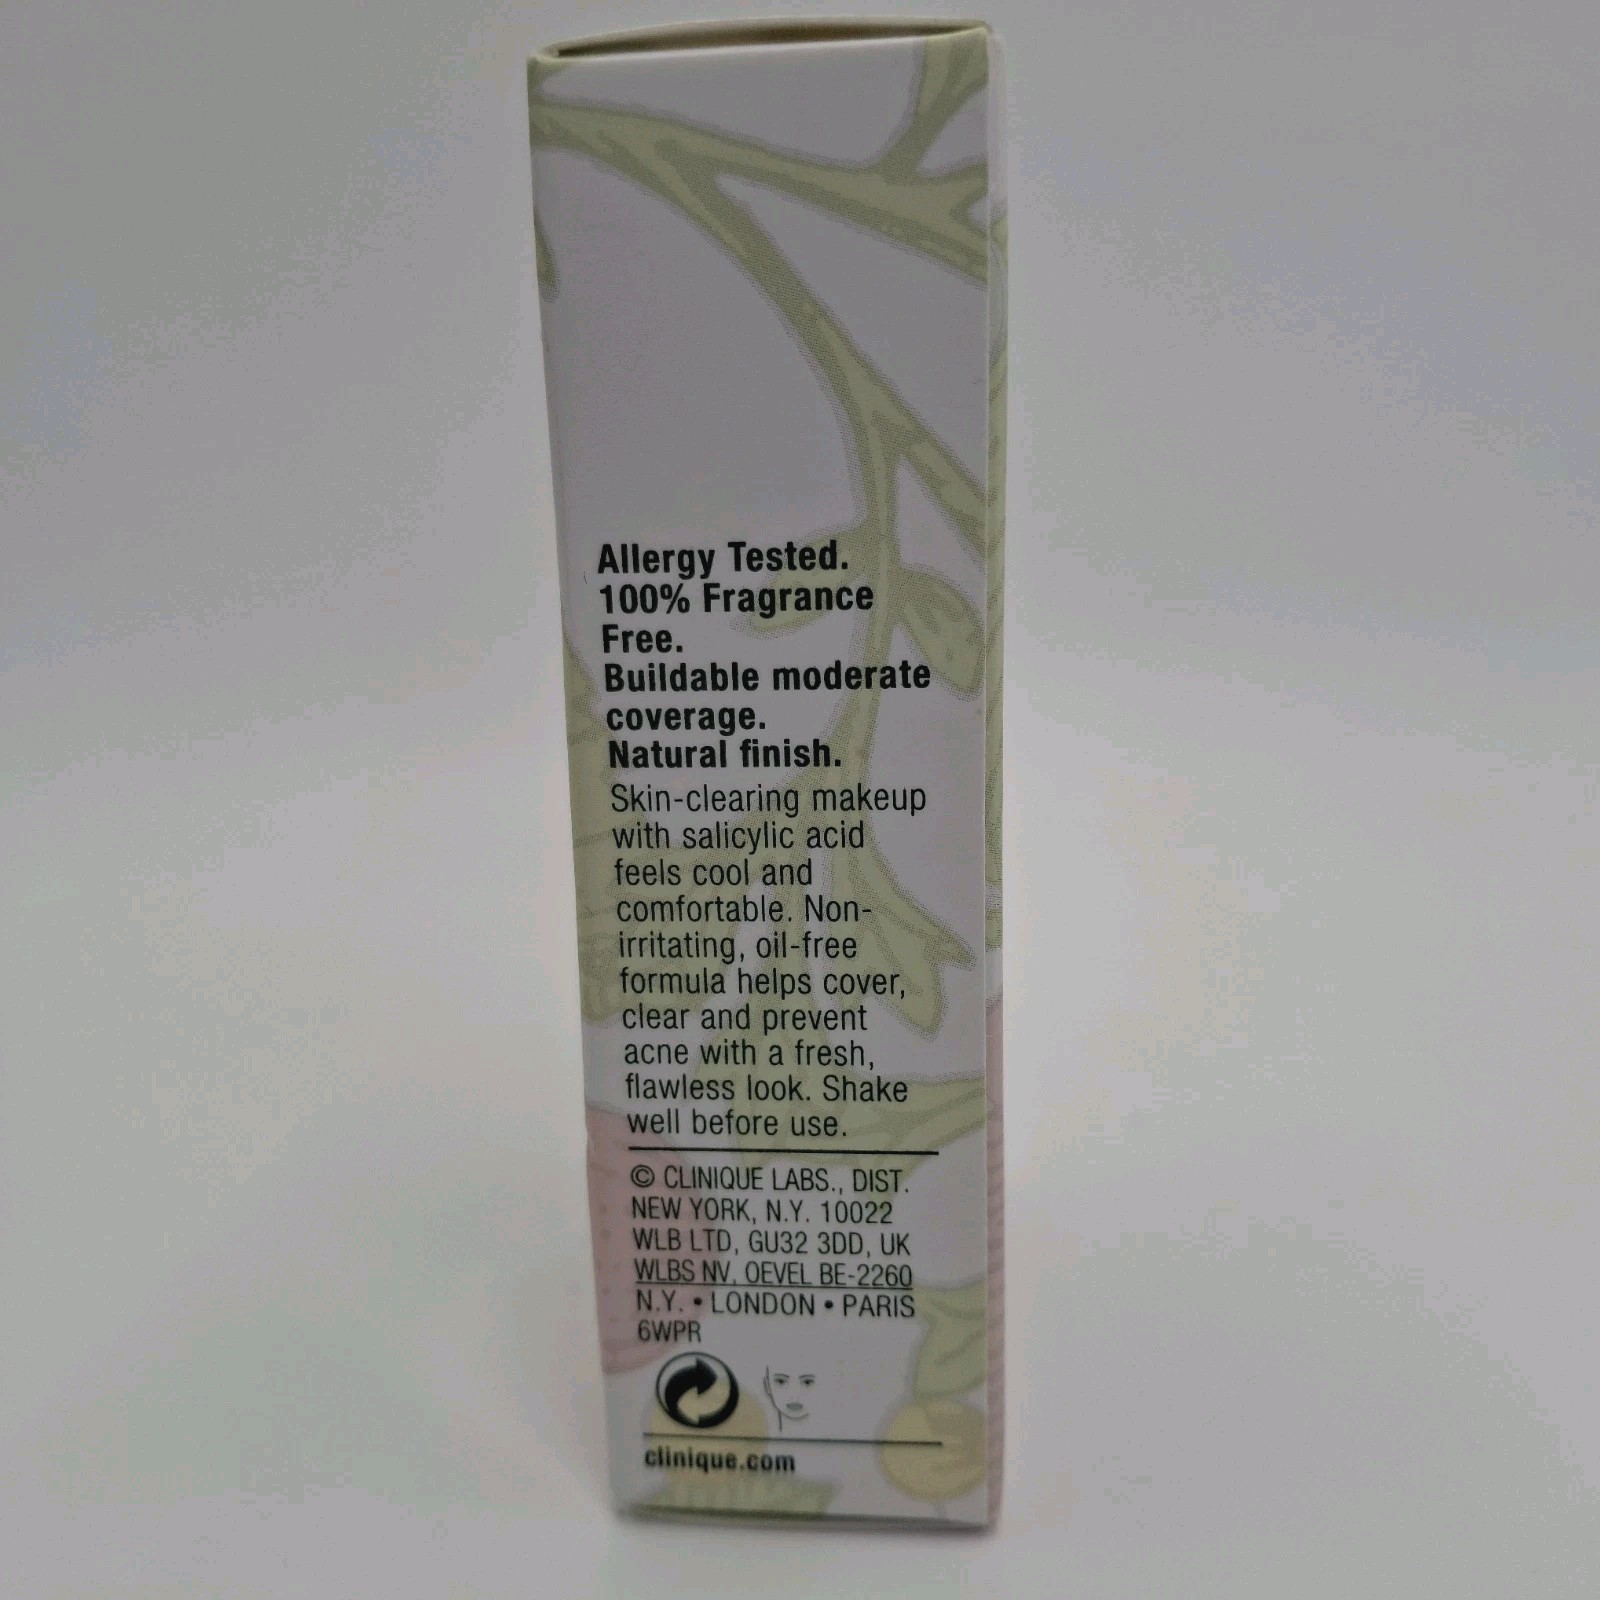 Allergy Tested.
100% Fragrance
Free.
Buildable moderate
coverage.
Natural finish.
Skin-clearing makeup
with salicylic acid
feels cool and
comfortable. Non-
irritating, oil-free
formula helps cover,
clear and prevent
acne with a fresh,
flawless look. Shake
well before use.
© CLINIQUE LABS., DIST.
NEW YORK, N.Y. 10022
WLB LTD, GU32 3DD, UK
WLBS NV, OEVEL BE-2260
N.Y. • LONDON • PARIS
6WPR
clinique.com